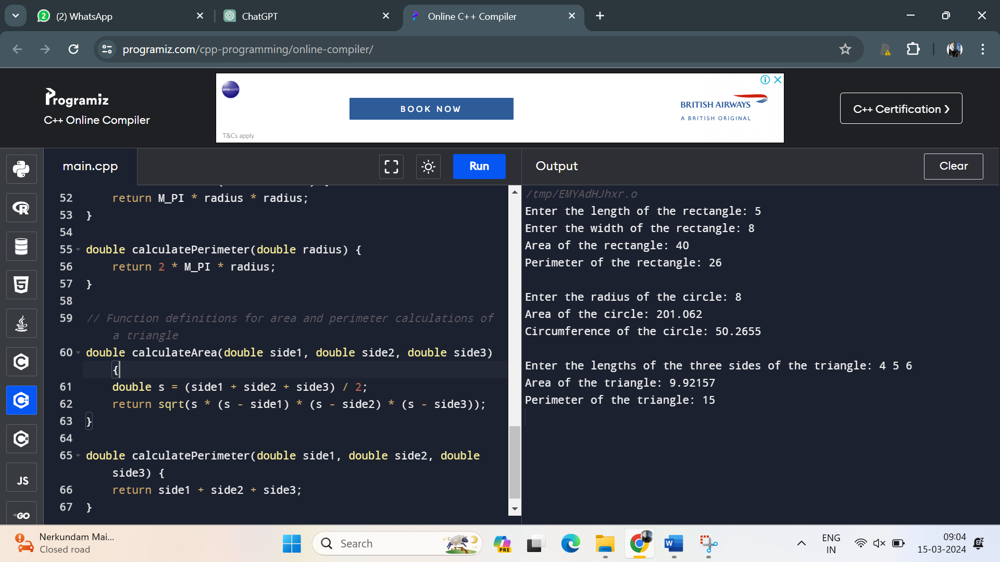 (2) WhatsApp
ChatGPT
Online C++ Compiler
programiz.com/cpp-programming/online-compiler/
Programiz
C++ Online Compiler
oneworld
BOOK NOW
T&Cs apply
BRITISH AIRWAYS
A BRITISH ORIGINAL
C++ Certification ❯
main.cpp
Run
Output
Clear
52 return M_PI * radius * radius;
53 }
54
55 double calculatePerimeter(double radius) {
56 return 2 * M_PI * radius;
57 }
58
59 // Function definitions for area and perimeter calculations of
a triangle
60 double calculateArea(double side1, double side2, double side3)
{
61 double s = (side1 + side2 + side3) / 2;
62 return sqrt(s * (s - side1) * (s - side2) * (s - side3));
63 }
64
65 double calculatePerimeter(double side1, double side2, double
side3) {
66 return side1 + side2 + side3;
67 }
/tmp/EMYAdHJhxr.o
Enter the length of the rectangle: 5
Enter the width of the rectangle: 8
Area of the rectangle: 40
Perimeter of the rectangle: 26
Enter the radius of the circle: 8
Area of the circle: 201.062
Circumference of the circle: 50.2655
Enter the lengths of the three sides of the triangle: 4 5 6
Area of the triangle: 9.92157
Perimeter of the triangle: 15
JS
GO
Nerkundam Mai...
Closed road
Search
PRE
ENG
IN
09:04
15-03-2024